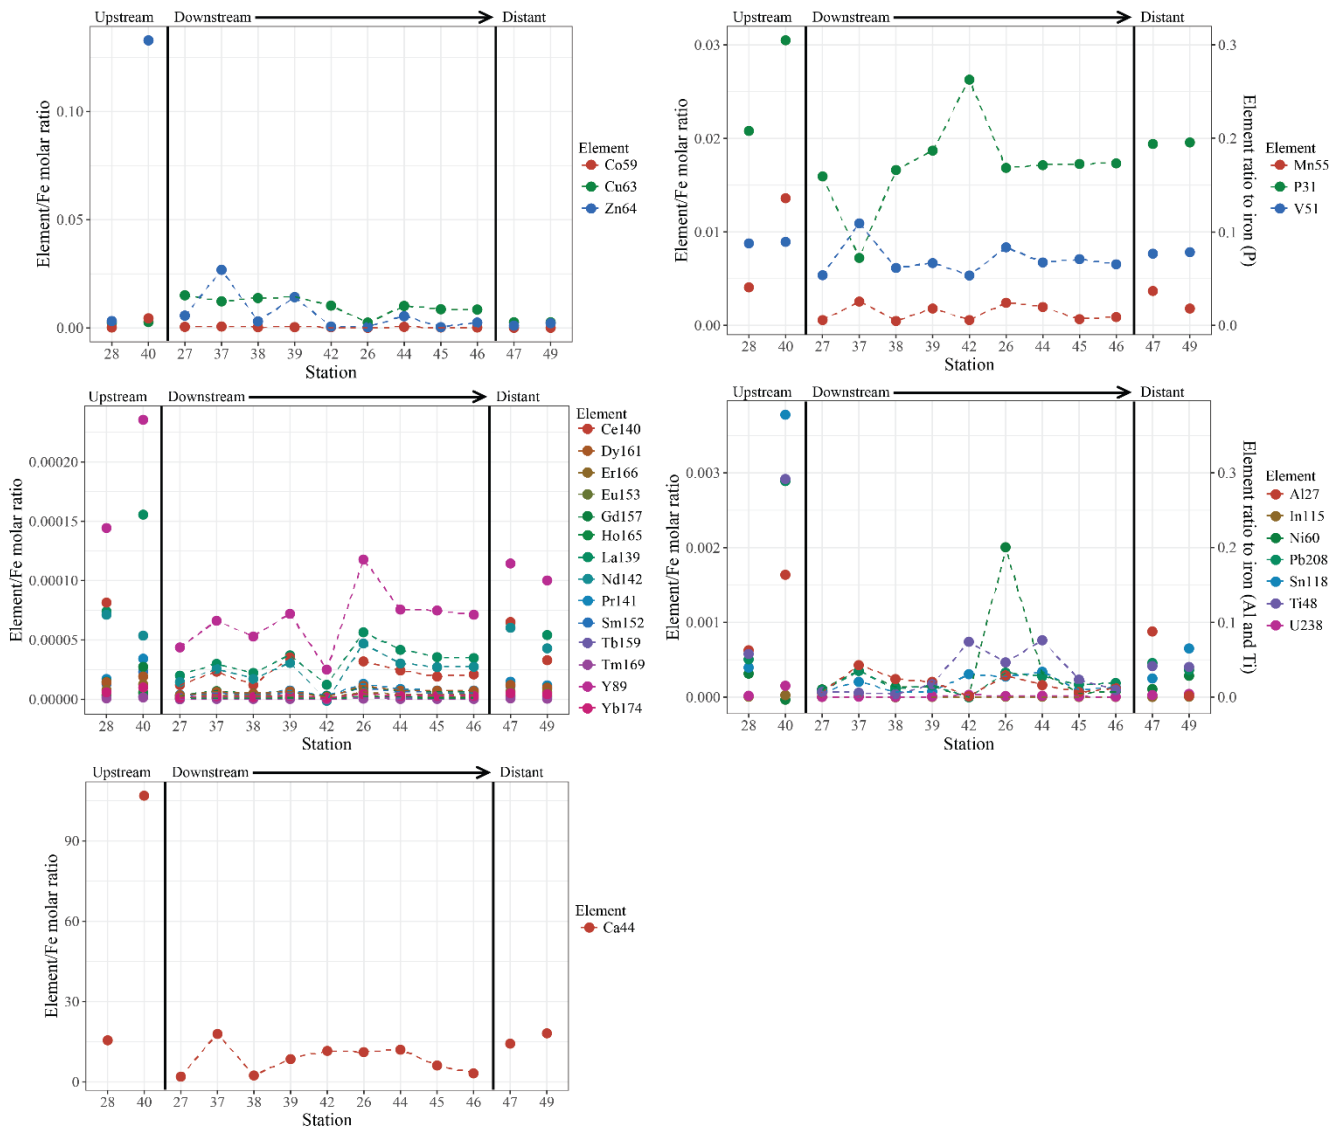 Upstream Downstream Distant
0.10
0.05
0.00
Element/Fe molar ratio
28 40 27 37 38 39 42 26 44 45 46 47 49
Station
Element
Co59
Cu63
Zn64
Upstream Downstream Distant
0.03
0.02
0.01
0.00
Element/Fe molar ratio
0.3
0.2
0.1
0.0
Element ratio to iron (P)
28 40 27 37 38 39 42 26 44 45 46 47 49
Station
Element
Mn55
P31
V51
Upstream Downstream Distant
0.00020
0.00015
0.00010
0.00005
0.00000
Element/Fe molar ratio
28 40 27 37 38 39 42 26 44 45 46 47 49
Station
Element
Ce140
Dy161
Er166
Eu153
Gd157
Ho165
La139
Nd142
Pr141
Sm152
Tb159
Tm169
Y89
Yb174
Upstream Downstream Distant
0.003
0.002
0.001
0.000
Element/Fe molar ratio
0.3
0.2
0.1
0.0
Element ratio to iron (Al and Ti)
28 40 27 37 38 39 42 26 44 45 46 47 49
Station
Element
Al27
In115
Ni60
Pb208
Sn118
Ti48
U238
Upstream Downstream Distant
90
60
30
0
Element/Fe molar ratio
28 40 27 37 38 39 42 26 44 45 46 47 49
Station
Element
Ca44